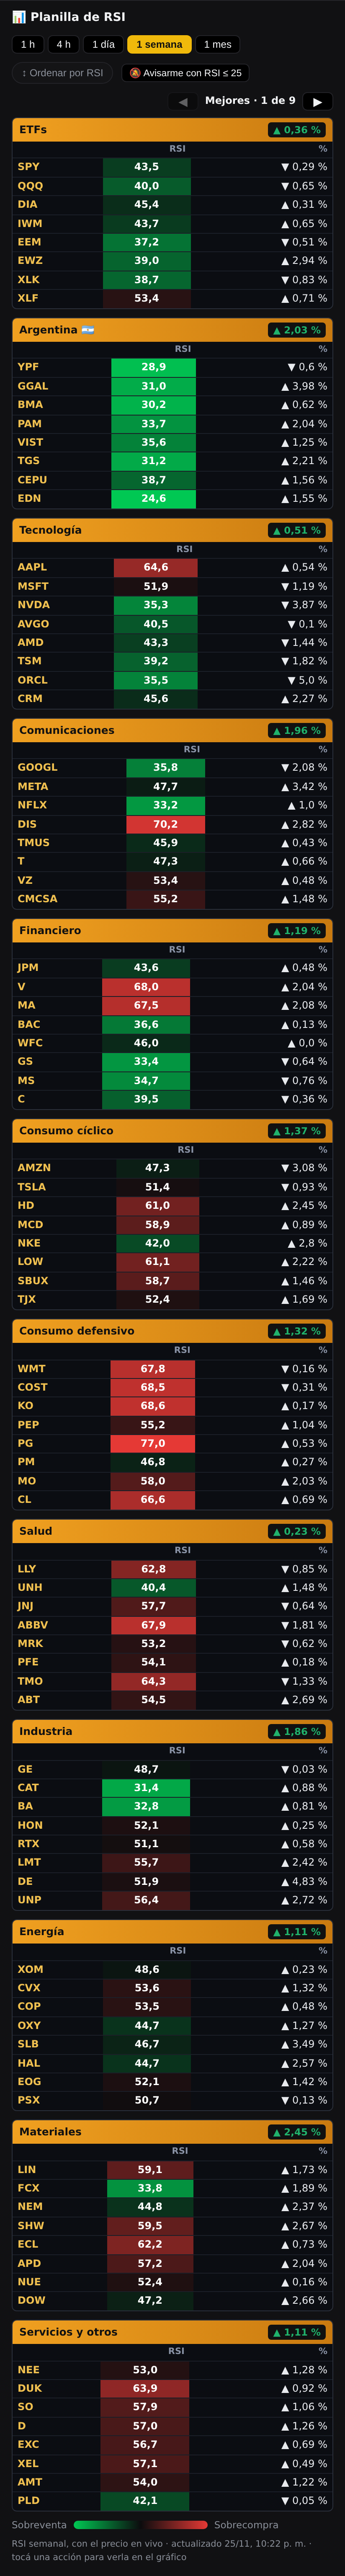 📊 Planilla de RSI
1 h 4 h 1 día 1 semana 1 mes
↕ Ordenar por RSI 🔕 Avisarme con RSI ≤ 25
◀ Mejores · 1 de 9 ▶
ETFs ▲ 0,36 %
RSI %
SPY 43,5 ▼ 0,29 %
QQQ 40,0 ▼ 0,65 %
DIA 45,4 ▲ 0,31 %
IWM 43,7 ▲ 0,65 %
EEM 37,2 ▼ 0,51 %
EWZ 39,0 ▲ 2,94 %
XLK 38,7 ▼ 0,83 %
XLF 53,4 ▲ 0,71 %
Argentina 🇦🇷 ▲ 2,03 %
RSI %
YPF 28,9 ▼ 0,6 %
GGAL 31,0 ▲ 3,98 %
BMA 30,2 ▲ 0,62 %
PAM 33,7 ▲ 2,04 %
VIST 35,6 ▲ 1,25 %
TGS 31,2 ▲ 2,21 %
CEPU 38,7 ▲ 1,56 %
EDN 24,6 ▲ 1,55 %
Tecnología ▲ 0,51 %
RSI %
AAPL 64,6 ▲ 0,54 %
MSFT 51,9 ▼ 1,19 %
NVDA 35,3 ▼ 3,87 %
AVGO 40,5 ▼ 0,1 %
AMD 43,3 ▼ 1,44 %
TSM 39,2 ▼ 1,82 %
ORCL 35,5 ▼ 5,0 %
CRM 45,6 ▲ 2,27 %
Comunicaciones ▲ 1,96 %
RSI %
GOOGL 35,8 ▼ 2,08 %
META 47,7 ▲ 3,42 %
NFLX 33,2 ▲ 1,0 %
DIS 70,2 ▲ 2,82 %
TMUS 45,9 ▲ 0,43 %
T 47,3 ▲ 0,66 %
VZ 53,4 ▲ 0,48 %
CMCSA 55,2 ▲ 1,48 %
Financiero ▲ 1,19 %
RSI %
JPM 43,6 ▲ 0,48 %
V 68,0 ▲ 2,04 %
MA 67,5 ▲ 2,08 %
BAC 36,6 ▲ 0,13 %
WFC 46,0 ▲ 0,0 %
GS 33,4 ▼ 0,64 %
MS 34,7 ▼ 0,76 %
C 39,5 ▼ 0,36 %
Consumo cíclico ▲ 1,37 %
RSI %
AMZN 47,3 ▼ 3,08 %
TSLA 51,4 ▼ 0,93 %
HD 61,0 ▲ 2,45 %
MCD 58,9 ▲ 0,89 %
NKE 42,0 ▲ 2,8 %
LOW 61,1 ▲ 2,22 %
SBUX 58,7 ▲ 1,46 %
TJX 52,4 ▲ 1,69 %
Consumo defensivo ▲ 1,32 %
RSI %
WMT 67,8 ▼ 0,16 %
COST 68,5 ▼ 0,31 %
KO 68,6 ▲ 0,17 %
PEP 55,2 ▲ 1,04 %
PG 77,0 ▲ 0,53 %
PM 46,8 ▲ 0,27 %
MO 58,0 ▲ 2,03 %
CL 66,6 ▲ 0,69 %
Salud ▲ 0,23 %
RSI %
LLY 62,8 ▼ 0,85 %
UNH 40,4 ▲ 1,48 %
JNJ 57,7 ▼ 0,64 %
ABBV 67,9 ▼ 1,81 %
MRK 53,2 ▼ 0,62 %
PFE 54,1 ▲ 0,18 %
TMO 64,3 ▼ 1,33 %
ABT 54,5 ▲ 2,69 %
Industria ▲ 1,86 %
RSI %
GE 48,7 ▼ 0,03 %
CAT 31,4 ▲ 0,88 %
BA 32,8 ▲ 0,81 %
HON 52,1 ▲ 0,25 %
RTX 51,1 ▲ 0,58 %
LMT 55,7 ▲ 2,42 %
DE 51,9 ▲ 4,83 %
UNP 56,4 ▲ 2,72 %
Energía ▲ 1,11 %
RSI %
XOM 48,6 ▲ 0,23 %
CVX 53,6 ▲ 1,32 %
COP 53,5 ▲ 0,48 %
OXY 44,7 ▲ 1,27 %
SLB 46,7 ▲ 3,49 %
HAL 44,7 ▲ 2,57 %
EOG 52,1 ▲ 1,42 %
PSX 50,7 ▼ 0,13 %
Materiales ▲ 2,45 %
RSI %
LIN 59,1 ▲ 1,73 %
FCX 33,8 ▲ 1,89 %
NEM 44,8 ▲ 2,37 %
SHW 59,5 ▲ 2,67 %
ECL 62,2 ▲ 0,73 %
APD 57,2 ▲ 2,04 %
NUE 52,4 ▲ 0,16 %
DOW 47,2 ▲ 2,66 %
Servicios y otros ▲ 1,11 %
RSI %
NEE 53,0 ▲ 1,28 %
DUK 63,9 ▲ 0,92 %
SO 57,9 ▲ 1,06 %
D 57,0 ▲ 1,26 %
EXC 56,7 ▲ 0,69 %
XEL 57,1 ▲ 0,49 %
AMT 54,0 ▲ 1,22 %
PLD 42,1 ▼ 0,05 %
Sobreventa Sobrecompra
RSI semanal, con el precio en vivo · actualizado 25/11, 10:22 p. m. ·
tocá una acción para verla en el gráfico